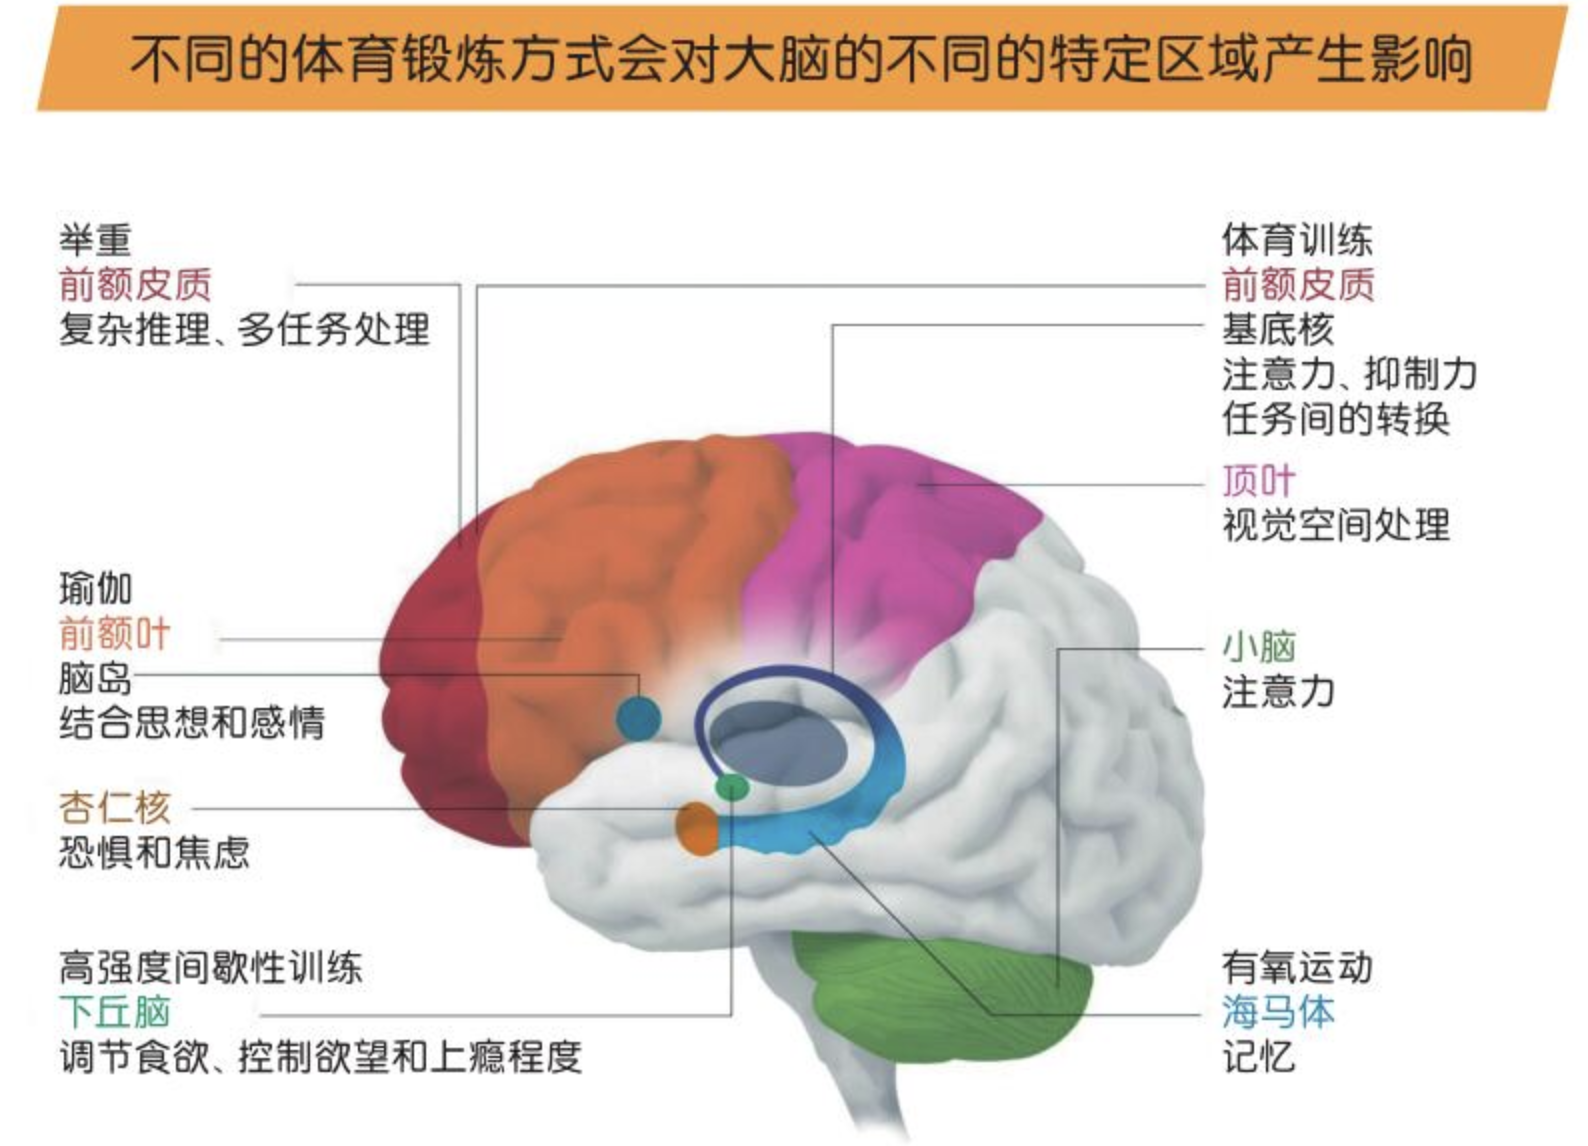 不同的体育锻炼方式会对大脑的不同的特定区域产生影响
举重
前额皮质
复杂推理、多任务处理
瑜伽
前额叶
脑岛
结合思想和感情
杏仁核
恐惧和焦虑
高强度间歇性训练
下丘脑
调节食欲、控制欲望和上瘾程度
体育训练
前额皮质
基底核
注意力、抑制力
任务间的转换
顶叶
视觉空间处理
小脑
注意力
有氧运动
海马体
记忆